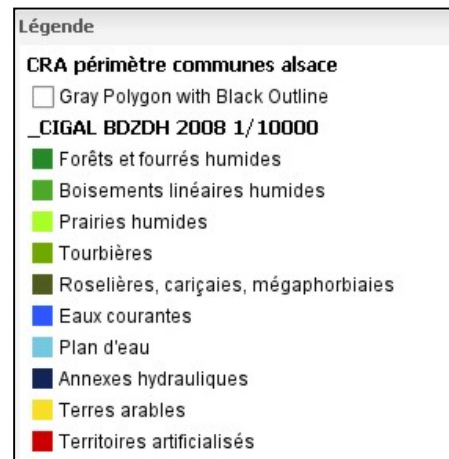 Légende
CRA périmètre communes alsace
Gray Polygon with Black Outline
_CIGAL BDZDH 2008 1/10000
Forêts et fourrés humides
Boisements linéaires humides
Prairies humides
Tourbières
Roselières, cariçaies, mégaphorbiaies
Eaux courantes
Plan d'eau
Annexes hydrauliques
Terres arables
Territoires artificialisés